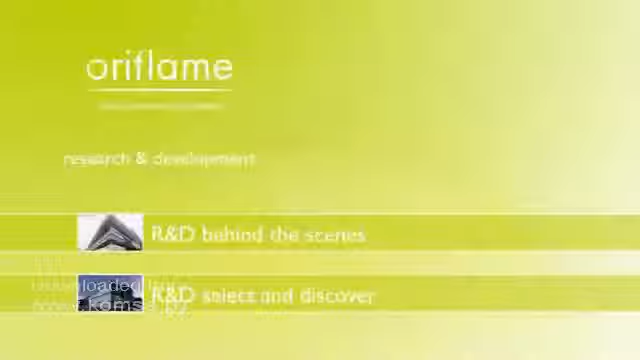 oriflame
research & development
R&D behind the scenes
R&D select and discover